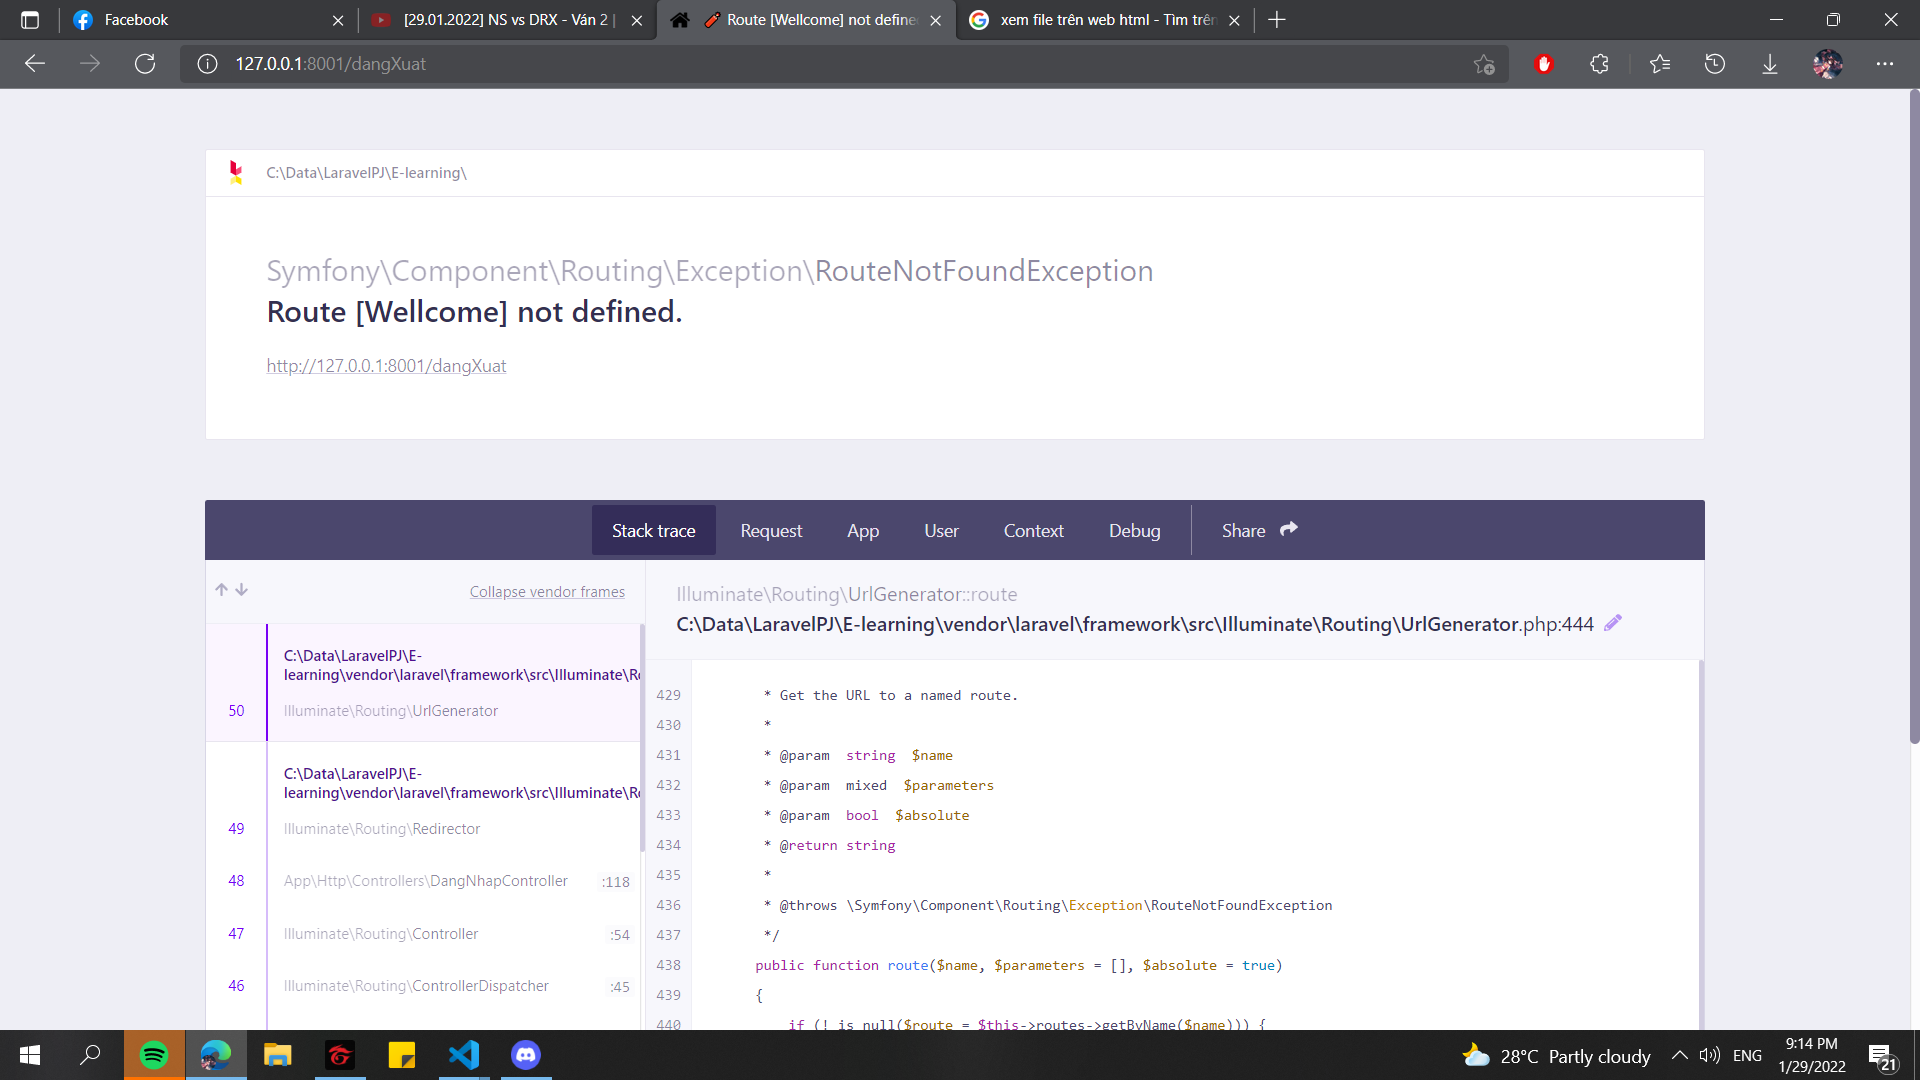 Facebook
[29.01.2022] NS vs DRX - Ván 2 |
Route [Wellcome] not define
xem file trên web html - Tìm trên
127.0.0.1:8001/dangXuat
C:\Data\LaravelPJ\E-learning\
Symfony\Component\Routing\Exception\RouteNotFoundException
Route [Wellcome] not defined.
http://127.0.0.1:8001/dangXuat
Stack trace
Request
App
User
Context
Debug
Share
Collapse vendor frames
C:\Data\LaravelPJ\E-
learning\vendor\laravel\framework\src\Illuminate\Ro
50
Illuminate\Routing\UrlGenerator
C:\Data\LaravelPJ\E-
learning\vendor\laravel\framework\src\Illuminate\Ro
49
Illuminate\Routing\Redirector
48
App\Http\Controllers\DangNhapController
:118
47
Illuminate\Routing\Controller
:54
46
Illuminate\Routing\ControllerDispatcher
:45
Illuminate\Routing\UrlGenerator::route
C:\Data\LaravelPJ\E-learning\vendor\laravel\framework\src\Illuminate\Routing\UrlGenerator.php:444
429 * Get the URL to a named route.
430 *
431 * @param  string  $name
432 * @param  mixed  $parameters
433 * @param  bool  $absolute
434 * @return string
435 *
436 * @throws \Symfony\Component\Routing\Exception\RouteNotFoundException
437 */
438 public function route($name, $parameters = [], $absolute = true)
439 {
440 if (! is_null($route = $this->routes->getByName($name))) {
28°C Partly cloudy
ENG
9:14 PM
1/29/2022
21